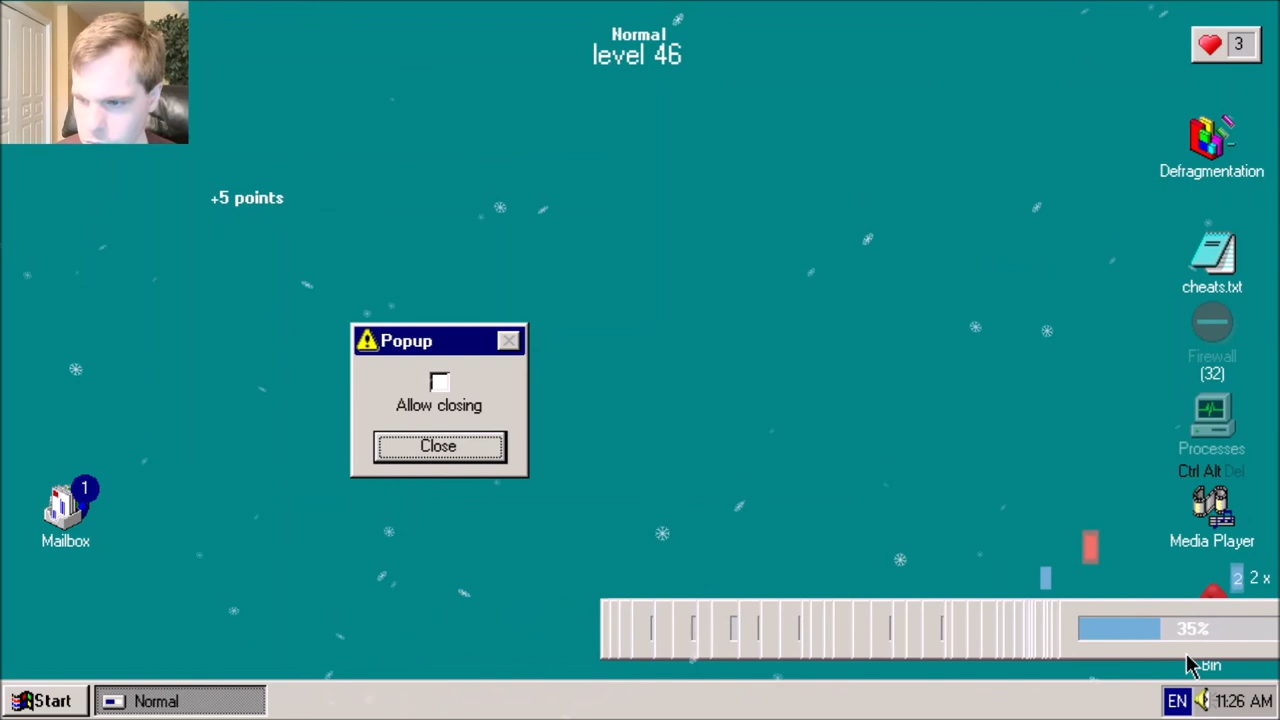 Normal
level 46
3
Defragmentation
+5 points
cheats.txt
Firewall
(32)
Popup
Allow closing
Close
Processes
Ctrl Alt Del
1
Mailbox
Media Player
2 2 x
35%
Bin
Start
Normal
EN
11:26 AM